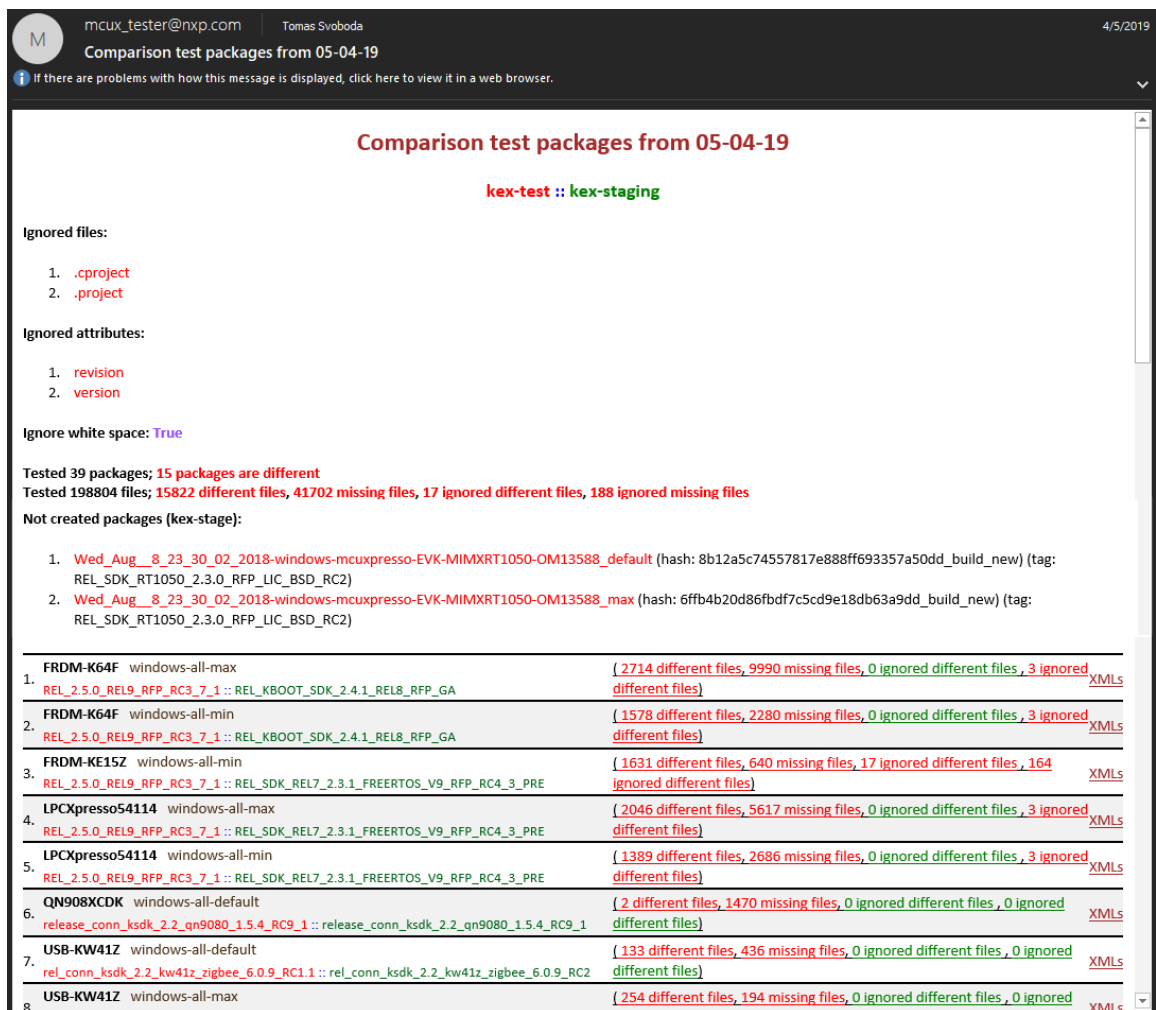 M
mcux_tester@nxp.com Tomas Svoboda 4/5/2019
Comparison test packages from 05-04-19
If there are problems with how this message is displayed, click here to view it in a web browser.
Comparison test packages from 05-04-19
kex-test :: kex-staging
Ignored files:
1. .cproject
2. .project
Ignored attributes:
1. revision
2. version
Ignore white space: True
Tested 39 packages; 15 packages are different
Tested 198804 files; 15822 different files, 41702 missing files, 17 ignored different files, 188 ignored missing files
Not created packages (kex-stage):
1. Wed_Aug__8_23_30_02_2018-windows-mcuxpresso-EVK-MIMXRT1050-OM13588_default (hash: 8b12a5c74557817e888ff693357a50dd_build_new) (tag:
REL_SDK_RT1050_2.3.0_RFP_LIC_BSD_RC2)
2. Wed_Aug__8_23_30_02_2018-windows-mcuxpresso-EVK-MIMXRT1050-OM13588_max (hash: 6ffb4b20d86fbdf7c5cd9e18db63a9dd_build_new) (tag:
REL_SDK_RT1050_2.3.0_RFP_LIC_BSD_RC2)
1. FRDM-K64F windows-all-max
REL_2.5.0_REL9_RFP_RC3_7_1 :: REL_KBOOT_SDK_2.4.1_REL8_RFP_GA
( 2714 different files, 9990 missing files, 0 ignored different files , 3 ignored
different files)
XMLs
2. FRDM-K64F windows-all-min
REL_2.5.0_REL9_RFP_RC3_7_1 :: REL_KBOOT_SDK_2.4.1_REL8_RFP_GA
( 1578 different files, 2280 missing files, 0 ignored different files , 3 ignored
different files)
XMLs
3. FRDM-KE15Z windows-all-min
REL_2.5.0_REL9_RFP_RC3_7_1 :: REL_SDK_REL7_2.3.1_FREERTOS_V9_RFP_RC4_3_PRE
( 1631 different files, 640 missing files, 17 ignored different files , 164
ignored different files)
XMLs
4. LPCXpresso54114 windows-all-max
REL_2.5.0_REL9_RFP_RC3_7_1 :: REL_SDK_REL7_2.3.1_FREERTOS_V9_RFP_RC4_3_PRE
( 2046 different files, 5617 missing files, 0 ignored different files , 3 ignored
different files)
XMLs
5. LPCXpresso54114 windows-all-min
REL_2.5.0_REL9_RFP_RC3_7_1 :: REL_SDK_REL7_2.3.1_FREERTOS_V9_RFP_RC4_3_PRE
( 1389 different files, 2686 missing files, 0 ignored different files , 3 ignored
different files)
XMLs
6. QN908XCDK windows-all-default
release_conn_ksdk_2.2_qn9080_1.5.4_RC9_1 :: release_conn_ksdk_2.2_qn9080_1.5.4_RC9_1
( 2 different files, 1470 missing files, 0 ignored different files , 0 ignored
different files)
XMLs
7. USB-KW41Z windows-all-default
rel_conn_ksdk_2.2_kw41z_zigbee_6.0.9_RC1.1 :: rel_conn_ksdk_2.2_kw41z_zigbee_6.0.9_RC2
( 133 different files, 436 missing files, 0 ignored different files , 0 ignored
different files)
XMLs
8 USB-KW41Z windows-all-max
( 254 different files, 194 missing files, 0 ignored different files , 0 ignored
XMLs